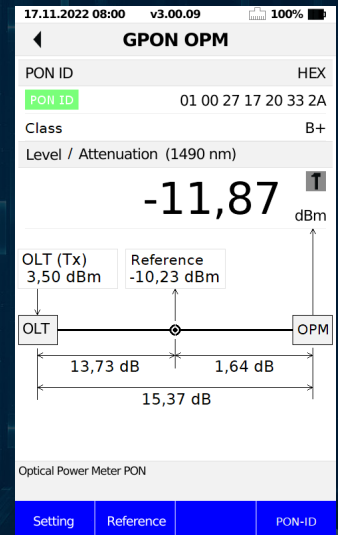 17.11.2022 08:00 v3.00.09 100%
GPON OPM
PON ID HEX
PON ID 01 00 27 17 20 33 2A
Class B+
Level / Attenuation (1490 nm)
-11,87 dBm
OLT (Tx) Reference
3,50 dBm -10,23 dBm
OLT OPM
13,73 dB 1,64 dB
15,37 dB
Optical Power Meter PON
Setting Reference PON-ID